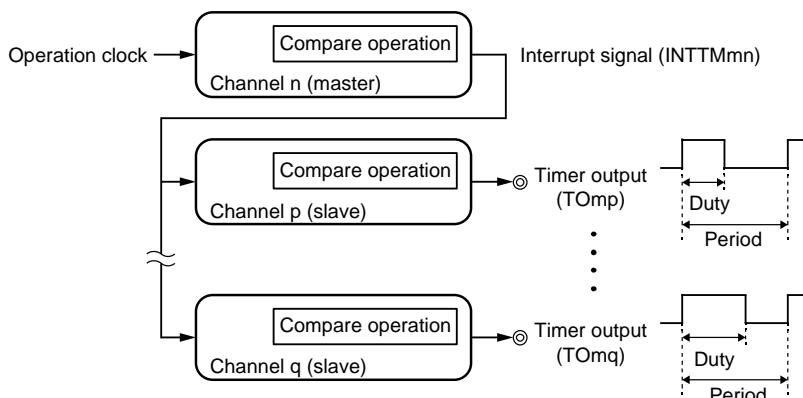 Compare operation
Operation clock
Interrupt signal (INTTMmn)
Channel n (master)
Compare operation
Timer output
(TOmp)
Channel p (slave)
Duty
Period
Compare operation
Timer output
(TOmq)
Channel q (slave)
Duty
Period